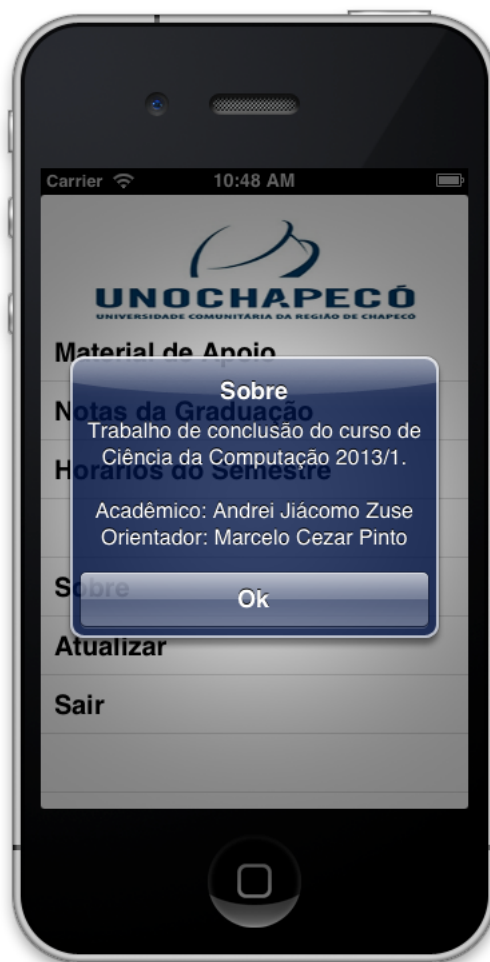 Carrier 10:48 AM
UNOCHAPECÓ
UNIVERSIDADE COMUNITÁRIA DA REGIÃO DE CHAPECÓ
Material de Apoio
Sobre
Notas da Graduação
Trabalho de conclusão do curso de
Ciência da Computação 2013/1.
Horários do Semestre
Acadêmico: Andrei Jiácomo Zuse
Orientador: Marcelo Cezar Pinto
Sobre
Ok
Atualizar
Sair